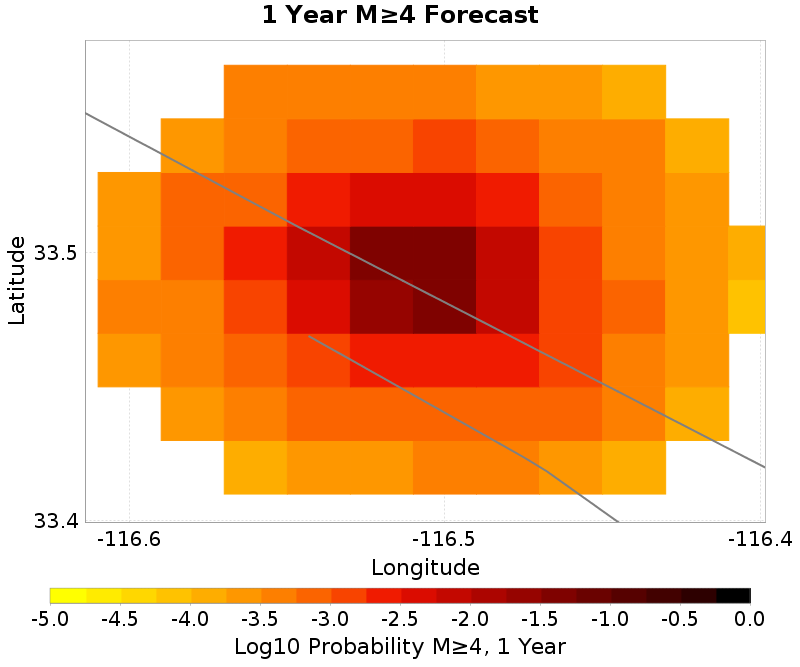 1 Year M≥4 Forecast
Latitude
33.5
33.4
-116.6 -116.5 -116.4
Longitude
-5.0 -4.5 -4.0 -3.5 -3.0 -2.5 -2.0 -1.5 -1.0 -0.5 0.0
Log10 Probability M≥4, 1 Year